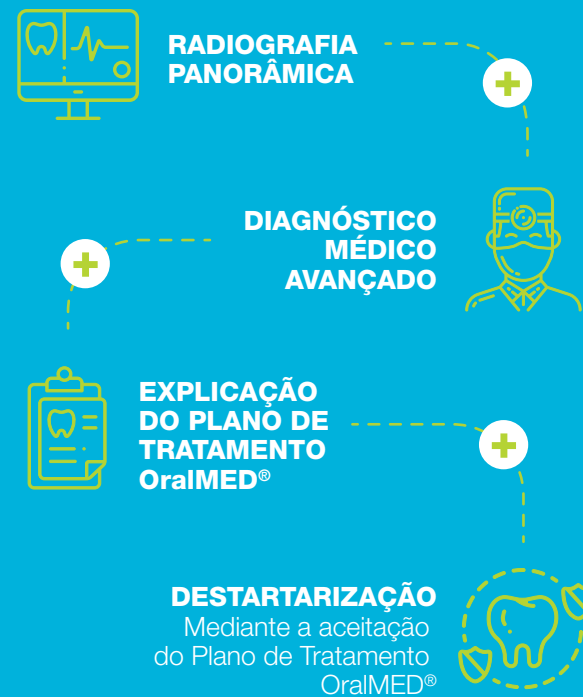 RADIOGRAFIA
PANORÂMICA
DIAGNÓSTICO
MÉDICO
AVANÇADO
EXPLICAÇÃO
DO PLANO DE
TRATAMENTO
OralMED®
DESTARTARIZAÇÃO
Mediante a aceitação
do Plano de Tratamento
OralMED®